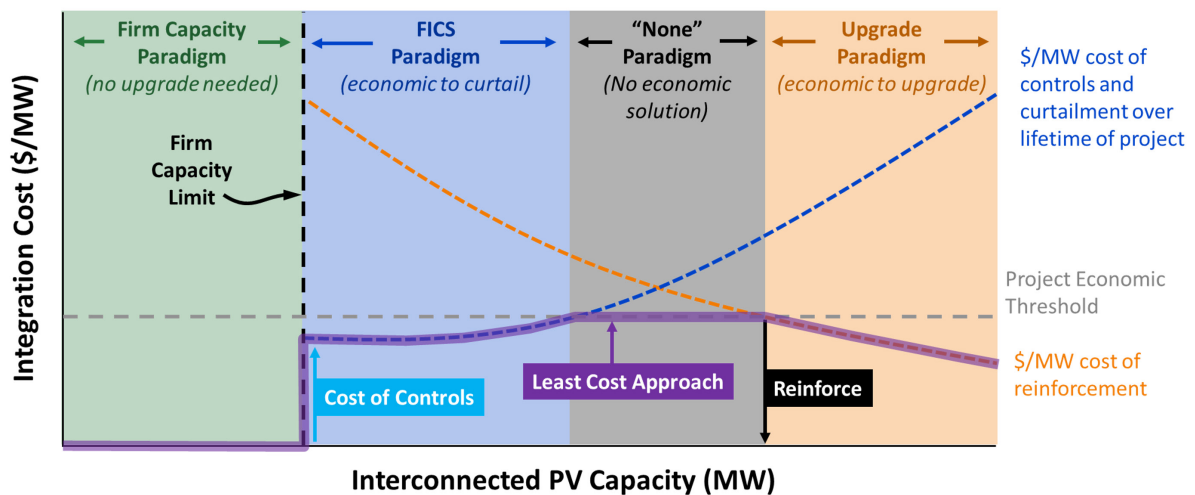 Firm Capacity
Paradigm
(no upgrade needed)
FICS
Paradigm
(economic to curtail)
“None”
Paradigm
(No economic
solution)
Upgrade
Paradigm
(economic to upgrade)
$/MW cost of
controls and
curtailment over
lifetime of project
Firm
Capacity
Limit
Integration Cost ($/MW)
Project Economic
Threshold
Cost of Controls
Least Cost Approach
Reinforce
$/MW cost of
reinforcement
Interconnected PV Capacity (MW)